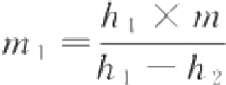 m₁ = (h₁ × m) / (h₁ − h₂)